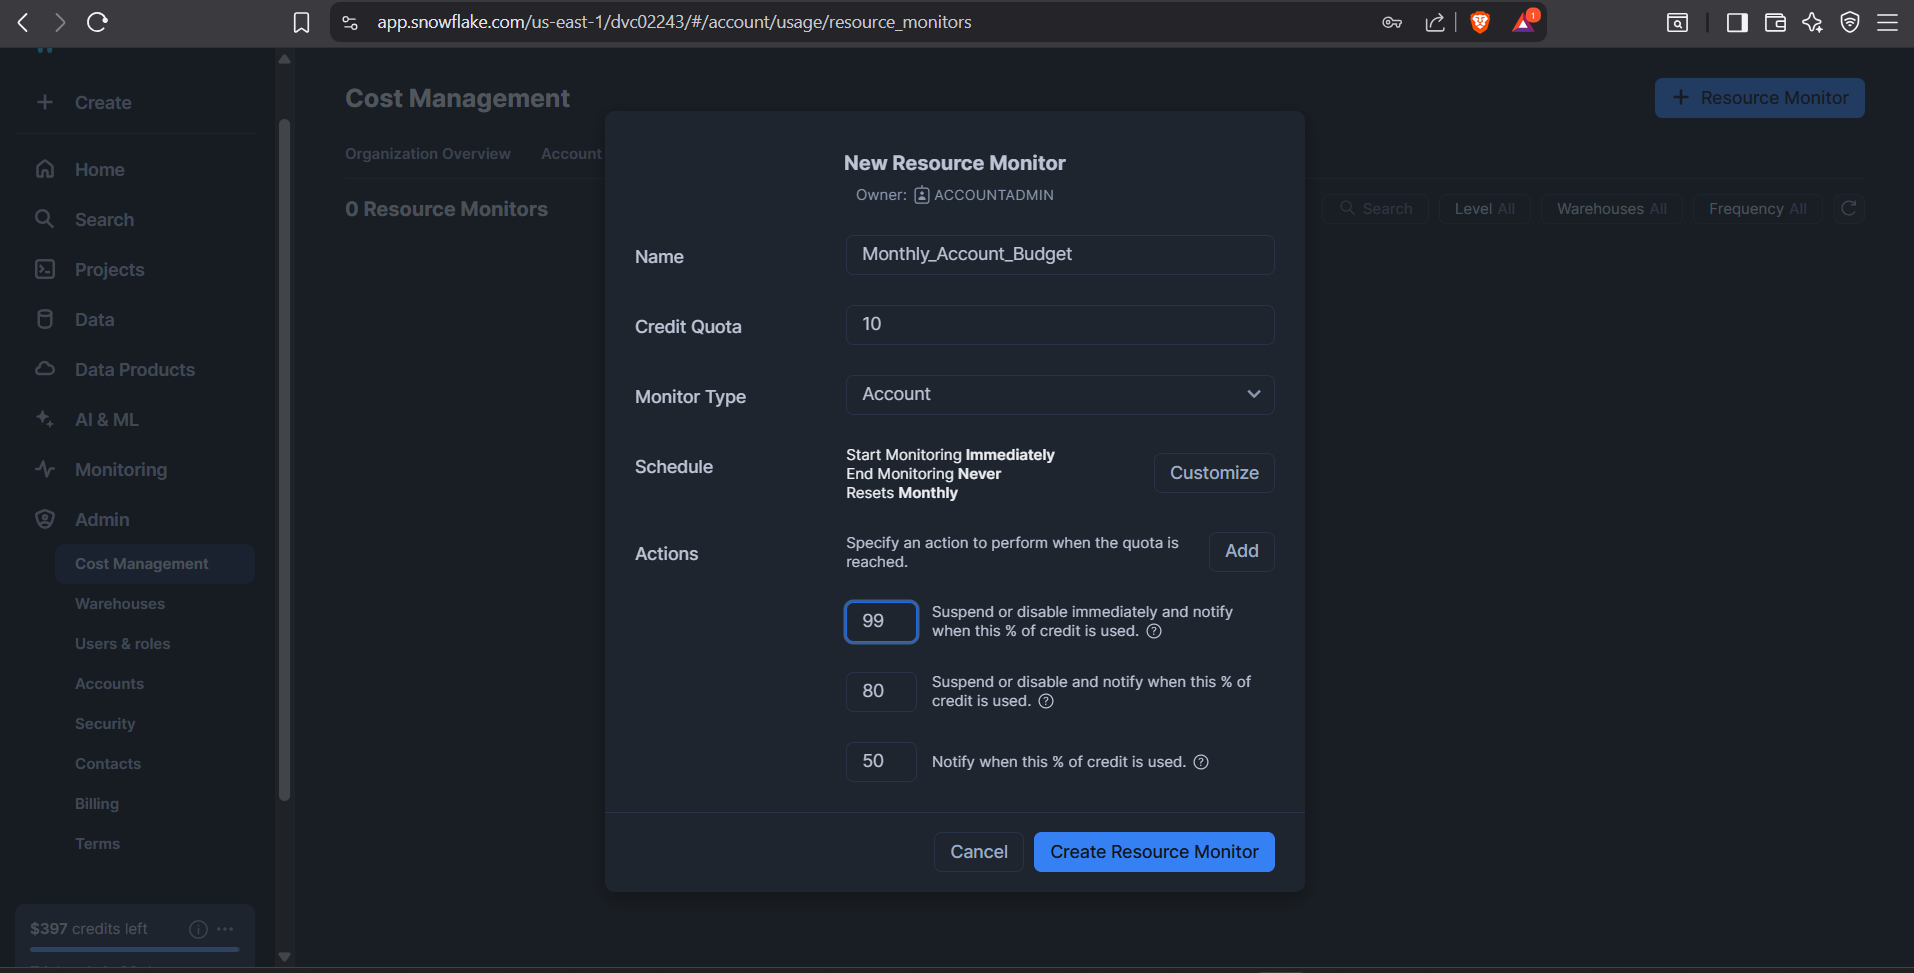 app.snowflake.com/us-east-1/dvc02243/#/account/usage/resource_monitors
1
Create
Home
Search
Projects
Data
Data Products
AI & ML
Monitoring
Admin
Cost Management
Warehouses
Users & roles
Accounts
Security
Contacts
Billing
Terms
$397 credits left
Cost Management
Resource Monitor
Organization Overview
Account
0 Resource Monitors
Search
Level All
Warehouses All
Frequency All
New Resource Monitor
Owner: ACCOUNTADMIN
Name
Monthly_Account_Budget
Credit Quota
10
Monitor Type
Account
Schedule
Start Monitoring Immediately
End Monitoring Never
Resets Monthly
Customize
Actions
Specify an action to perform when the quota is
reached.
Add
99
Suspend or disable immediately and notify
when this % of credit is used.
80
Suspend or disable and notify when this % of
credit is used.
50
Notify when this % of credit is used.
Cancel
Create Resource Monitor